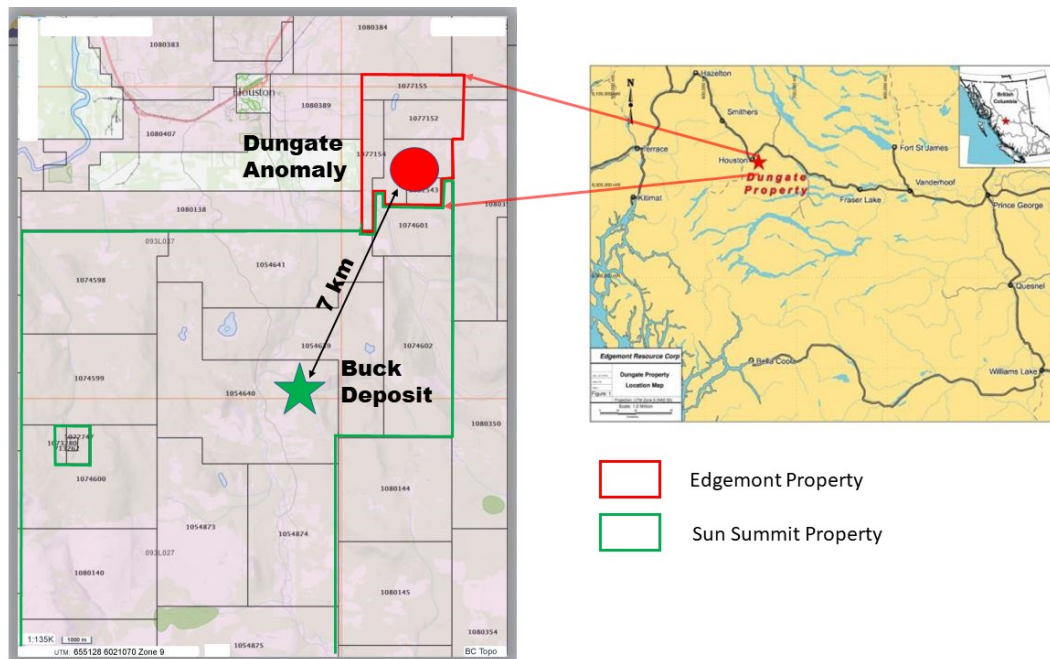 1080383
1080384
1077155
Houston
1080389
1077152
1080407
Dungate
Anomaly
1077154
1080138
1074601
093L037
1054641
1074598
7 km
1074602
Buck
Deposit
1074599
1054640
1080350
1074600
1080144
1054873
1054874
093L027
1080140
1080145
1080354
1054875
1:135K
1000 m
UTM: 655128 6021070 Zone 9
BC Topo
Hazelton
British
Columbia
Smithers
N
Terrace
Houston
Fort St James
Dungate
Property
Kitimat
Fraser Lake
Vanderhoof
Prince George
Quesnel
Bella Coola
Williams Lake
Edgemont Resource Corp
Dungate Property
Location Map
Figure: 1
Edgemont Property
Sun Summit Property